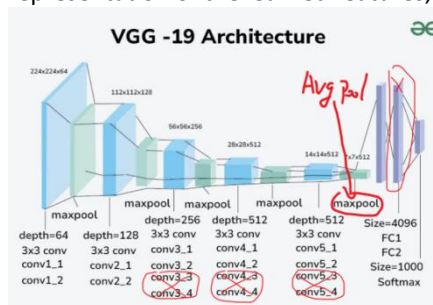 VGG -19 Architecture
224x224x64
112x112x128
56x56x256
28x28x512
14x14x512
7x7x512
Avg pool
maxpool
maxpool
maxpool
maxpool
maxpool
depth=64
3x3 conv
conv1_1
conv1_2
depth=128
3x3 conv
conv2_1
conv2_2
depth=256
3x3 conv
conv3_1
conv3_2
conv3_3
conv3_4
depth=512
3x3 conv
conv4_1
conv4_2
conv4_3
conv4_4
depth=512
3x3 conv
conv5_1
conv5_2
conv5_3
conv5_4
Size=4096
FC1
FC2
Size=1000
Softmax